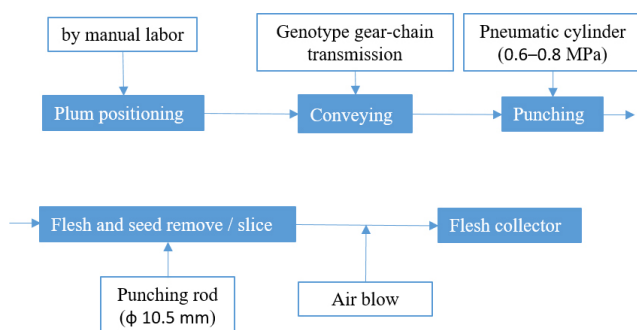 by manual labor
Genotype gear-chain
transmission
Pneumatic cylinder
(0.6–0.8 MPa)
Plum positioning
Conveying
Punching
Flesh and seed remove / slice
Flesh collector
Punching rod
(ϕ 10.5 mm)
Air blow